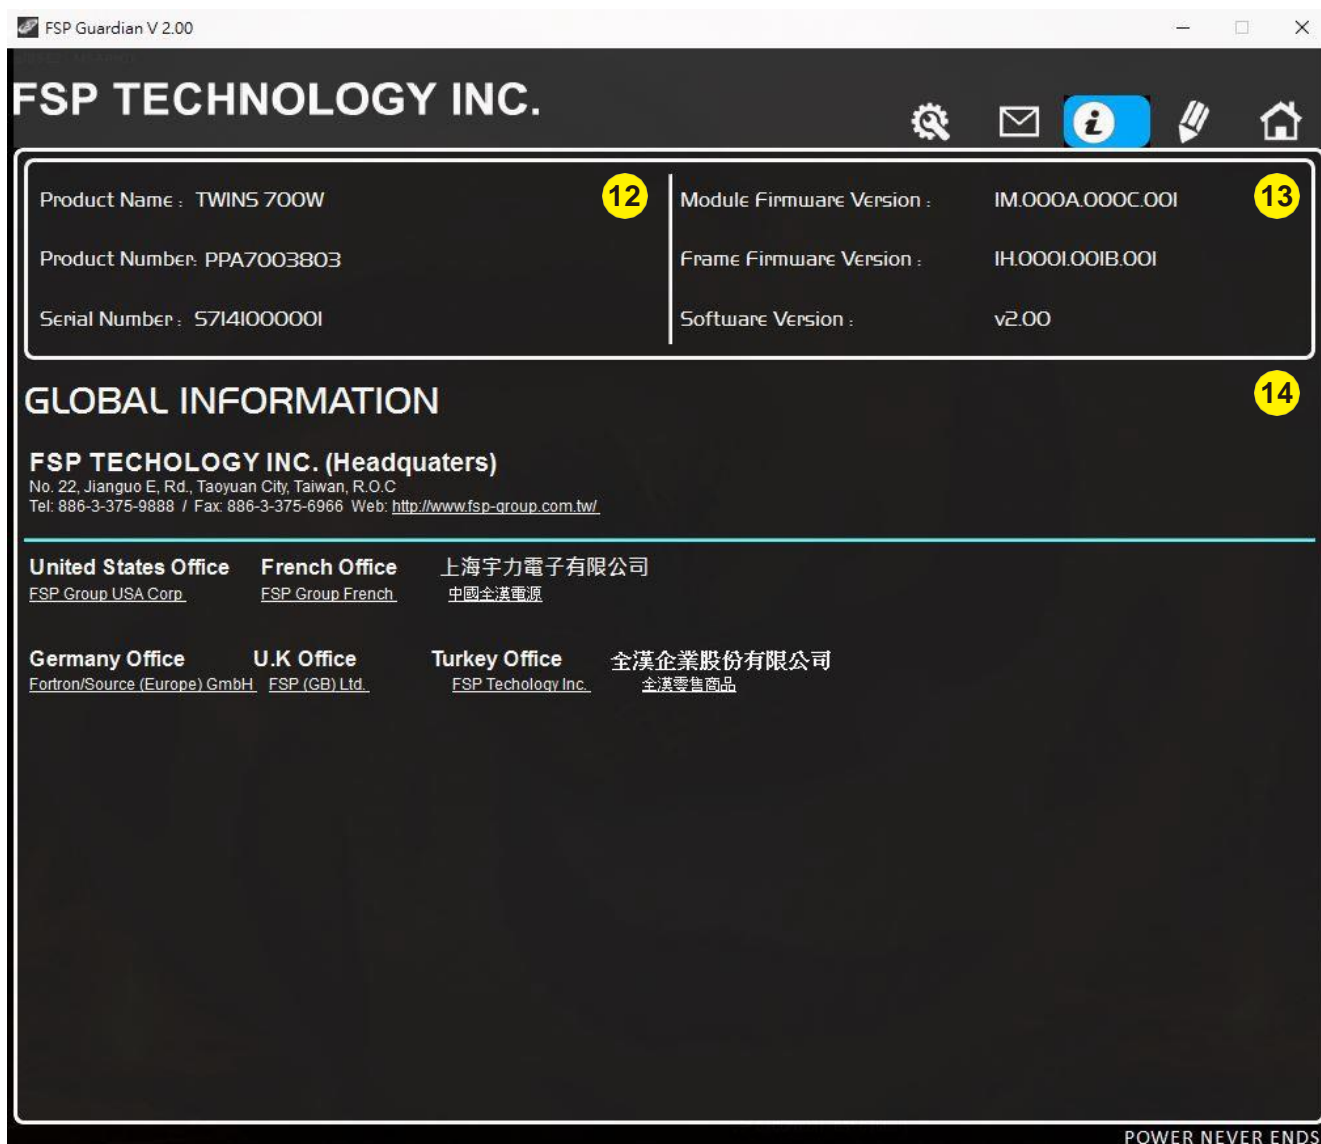 FSP Guardian V 2.00
FSP TECHNOLOGY INC.
Product Name : TWINS 700W
12
Product Number: PPA7003803
Serial Number : S7141000001
Module Firmware Version : IM.000A.000C.001
13
Frame Firmware Version : IH.0001.001B.001
Software Version : v2.00
GLOBAL INFORMATION
14
FSP TECHOLOGY INC. (Headquaters)
No. 22, Jianguo E, Rd., Taoyuan City, Taiwan, R.O.C
Tel: 886-3-375-9888 / Fax: 886-3-375-6966 Web: http://www.fsp-group.com.tw/
United States Office French Office 上海宇力電子有限公司
FSP Group USA Corp FSP Group French 中國全漢電源
Germany Office U.K Office Turkey Office 全漢企業股份有限公司
Fortron/Source (Europe) GmbH FSP (GB) Ltd. FSP Techology Inc. 全漢零售商品
POWER NEVER ENDS